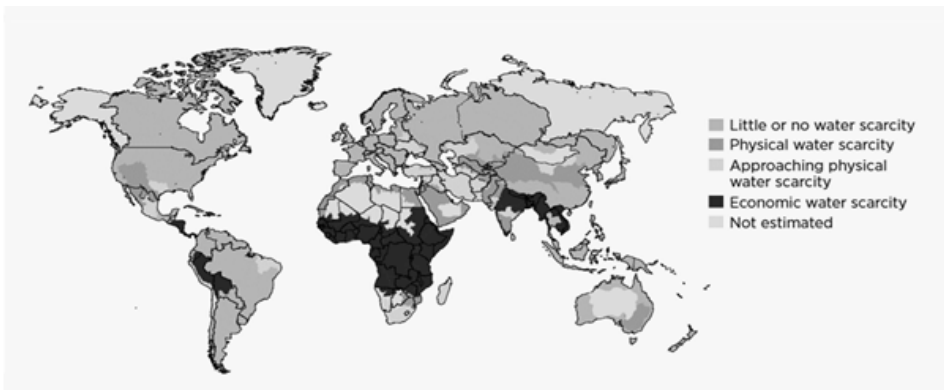 Little or no water scarcity
Physical water scarcity
Approaching physical
water scarcity
Economic water scarcity
Not estimated